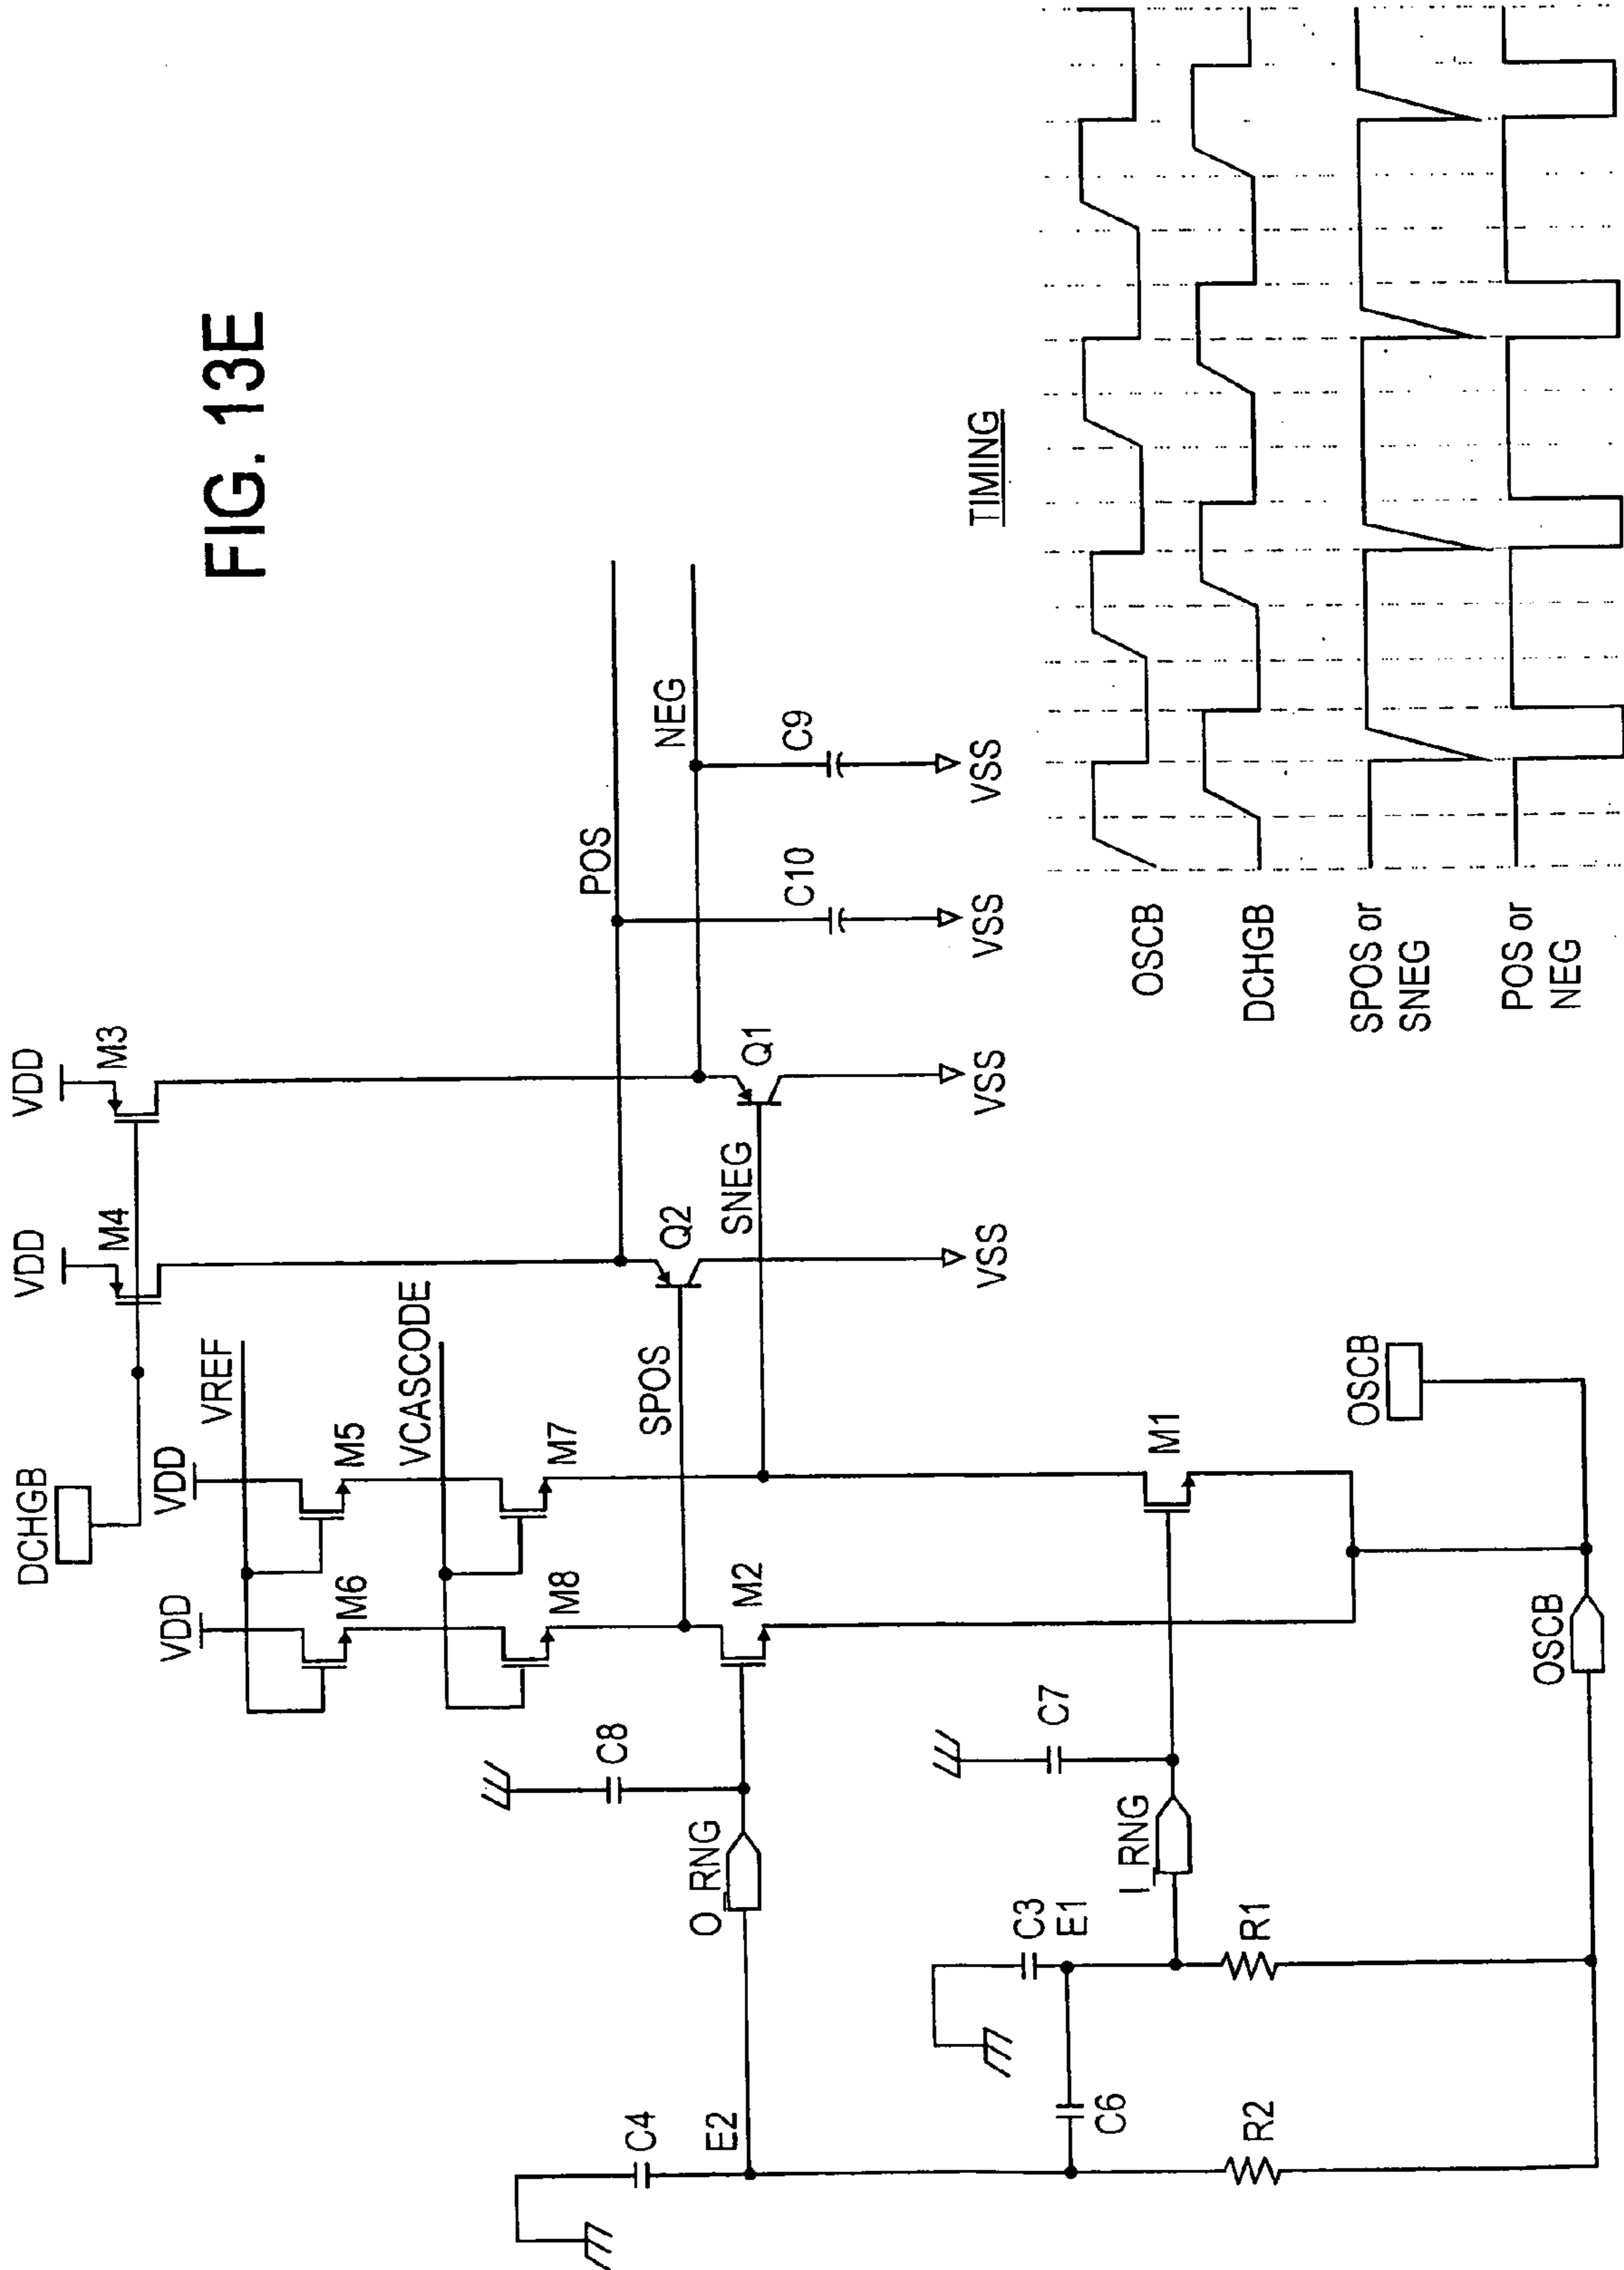 FIG. 13E
DCHGB
VDD
VDD
VDD
VDD
M4
M3
VREF
M6
M5
VCASCODE
M8
M7
SPOS
Q2
SNEG
Q1
POS
NEG
C10
C9
VSS
VSS
VSS
VSS
C4
E2
O_RNG
C8
M2
C6
C3
E1
I_RNG
C7
M1
R2
R1
OSCB
OSCB
TIMING
OSCB
DCHGB
SPOS or
SNEG
POS or
NEG